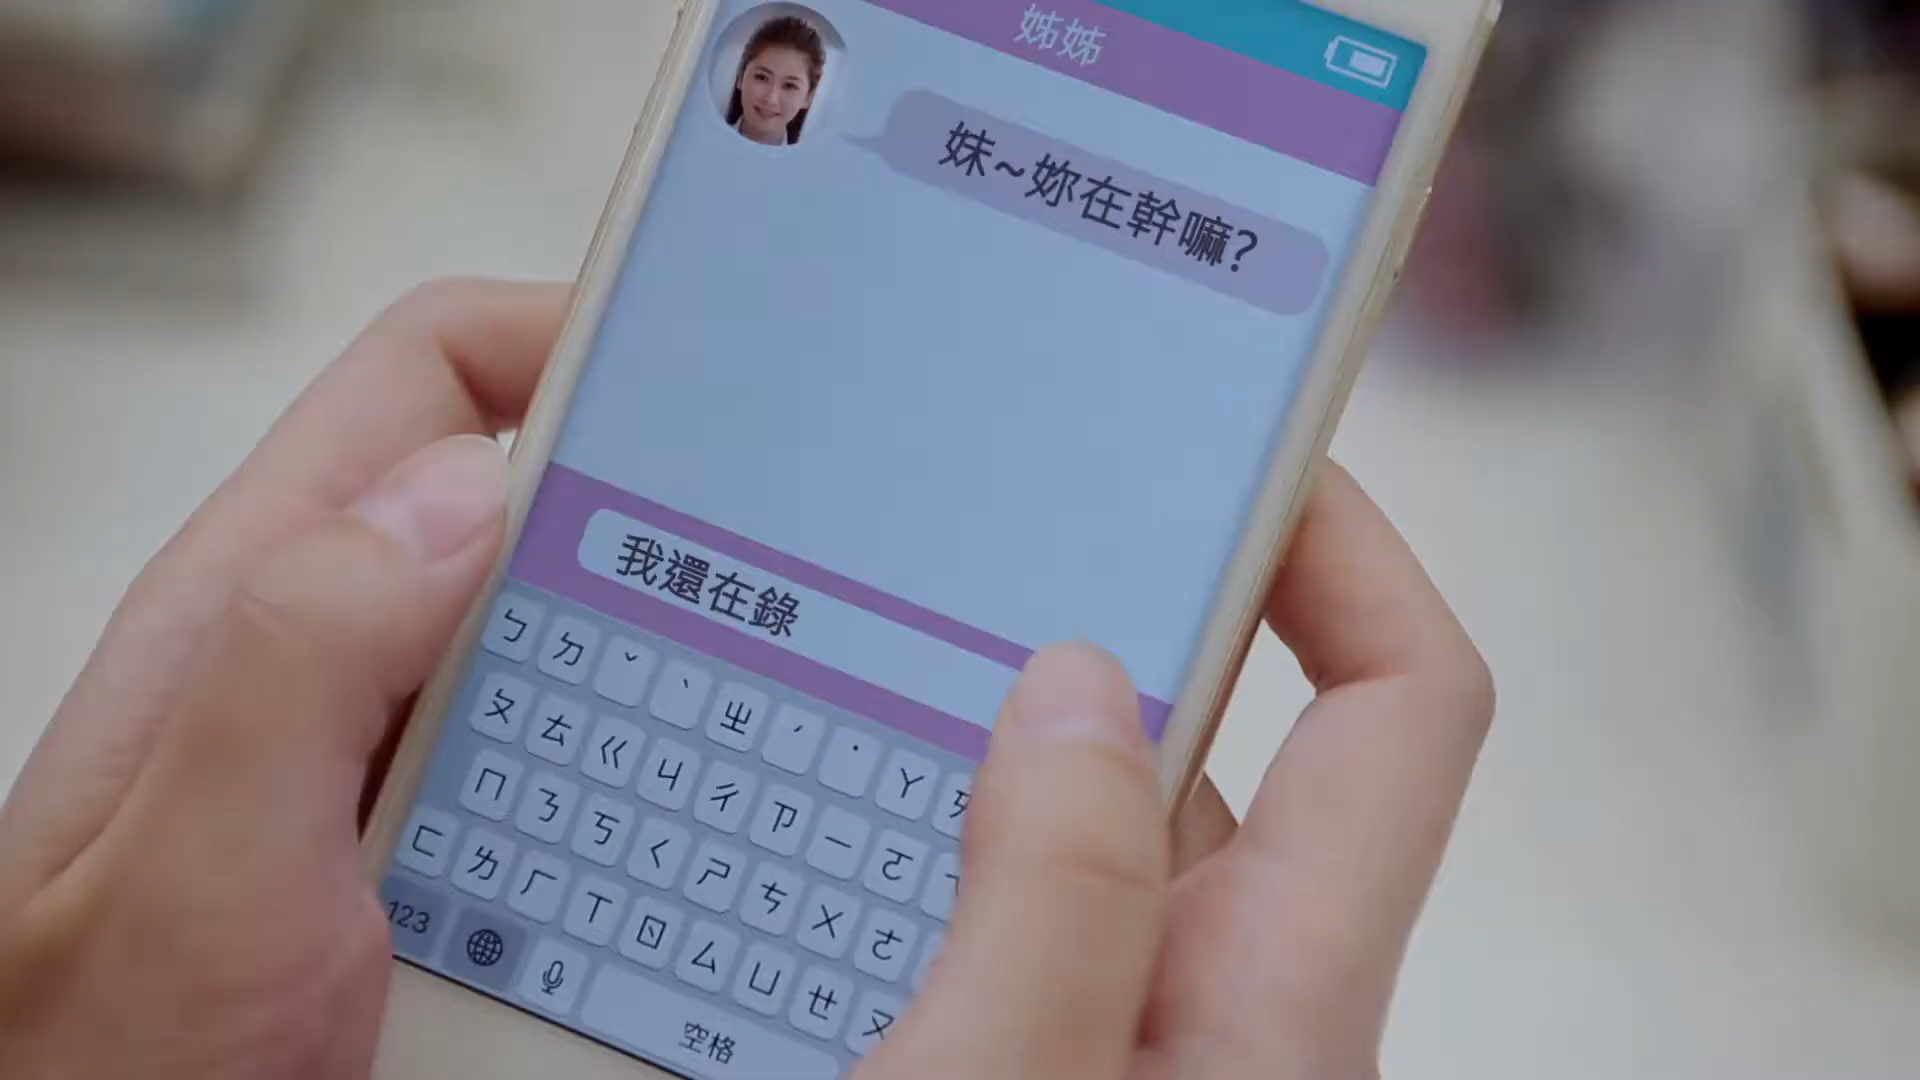 姊姊
妹~妳在幹嘛?
我還在錄
ㄅ ㄉ ˇ ˋ ㄓ ˊ ˙ ㄚ ㄞ
ㄆ ㄊ ㄍ ㄐ ㄔ ㄗ ㄧ ㄛ
ㄇ ㄋ ㄎ ㄑ ㄕ ㄘ ㄨ ㄜ
ㄈ ㄌ ㄏ ㄒ ㄖ ㄙ ㄩ ㄝ ㄡ
123
空格